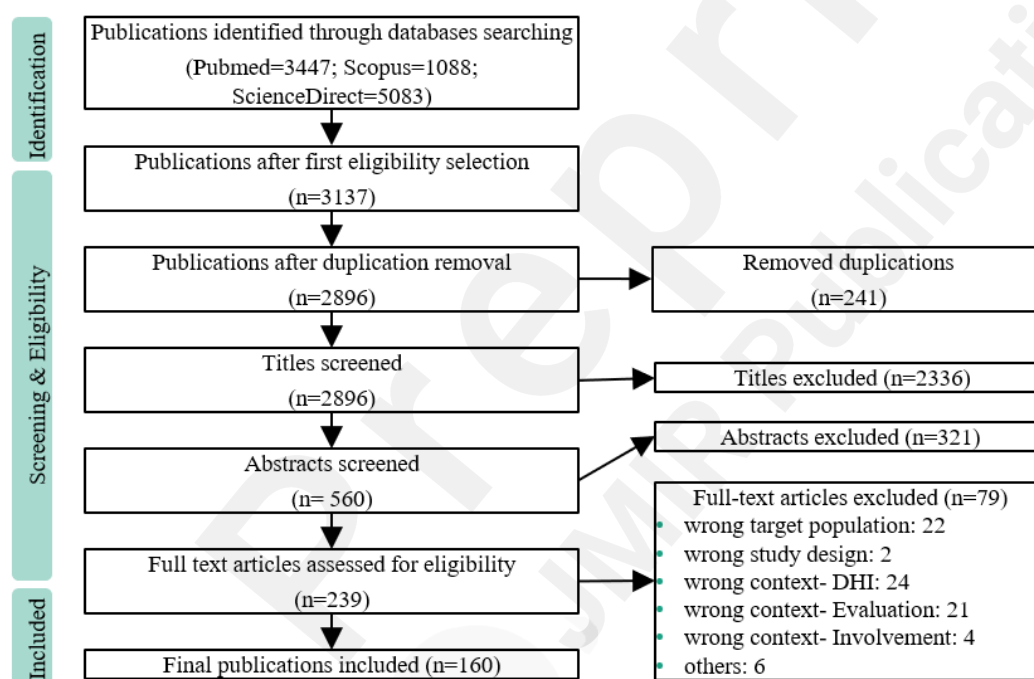 Identification
Publications identified through databases searching
(Pubmed=3447; Scopus=1088;
ScienceDirect=5083)
Publications after first eligibility selection
(n=3137)
Screening & Eligibility
Publications after duplication removal
(n=2896)
Removed duplications
(n=241)
Titles screened
(n=2896)
Titles excluded (n=2336)
Abstracts screened
(n= 560)
Abstracts excluded (n=321)
Full text articles assessed for eligibility
(n=239)
Full-text articles excluded (n=79)
• wrong target population: 22
• wrong study design: 2
• wrong context- DHI: 24
• wrong context- Evaluation: 21
• wrong context- Involvement: 4
• others: 6
Included
Final publications included (n=160)